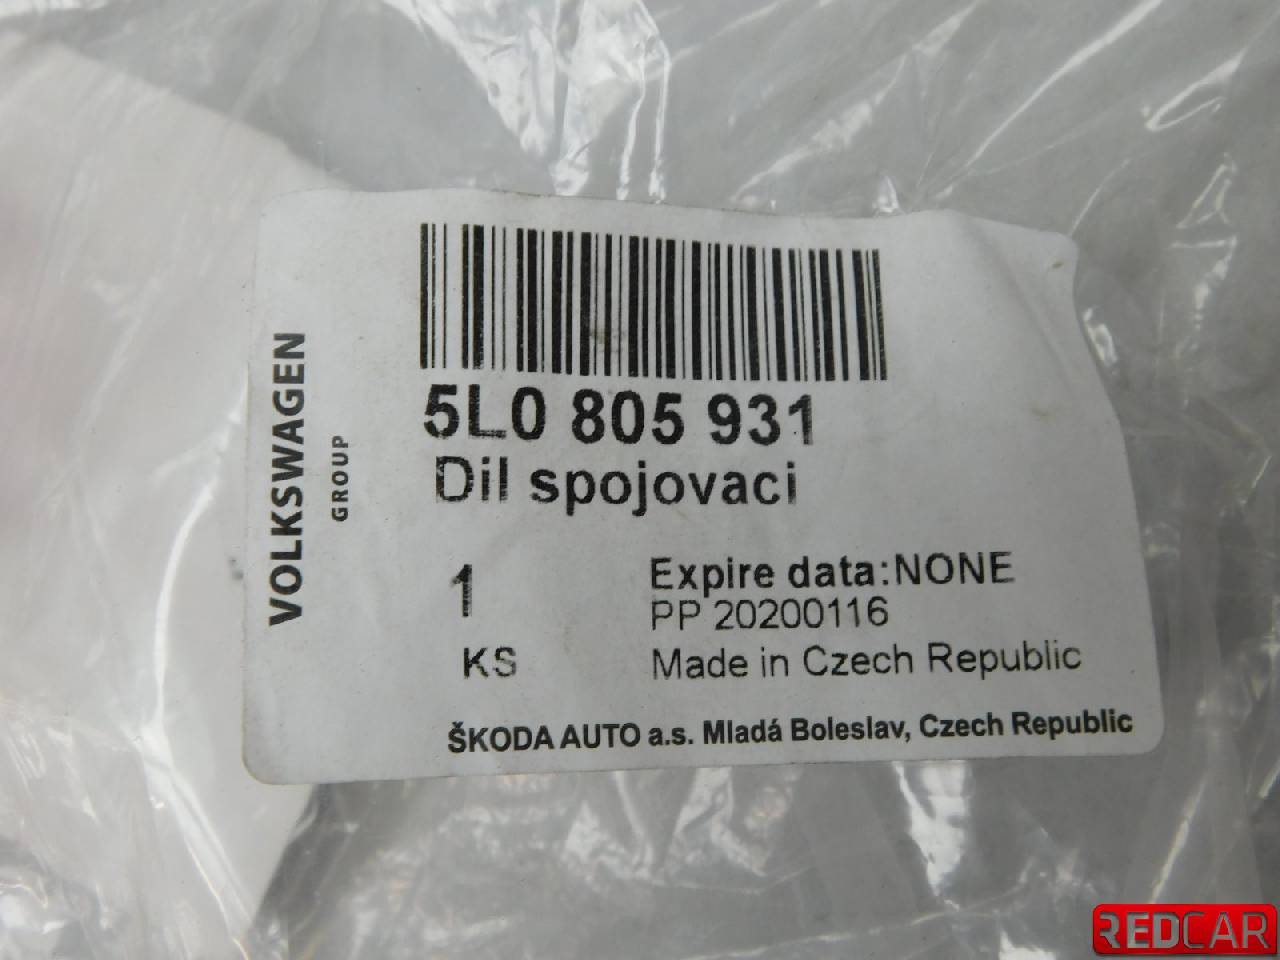 VOLKSWAGEN
GROUP
5L0 805 931
Dil spojovaci
1
Expire data:NONE
PP 20200116
KS
Made in Czech Republic
ŠKODA AUTO a.s. Mladá Boleslav, Czech Republic
REDCAR